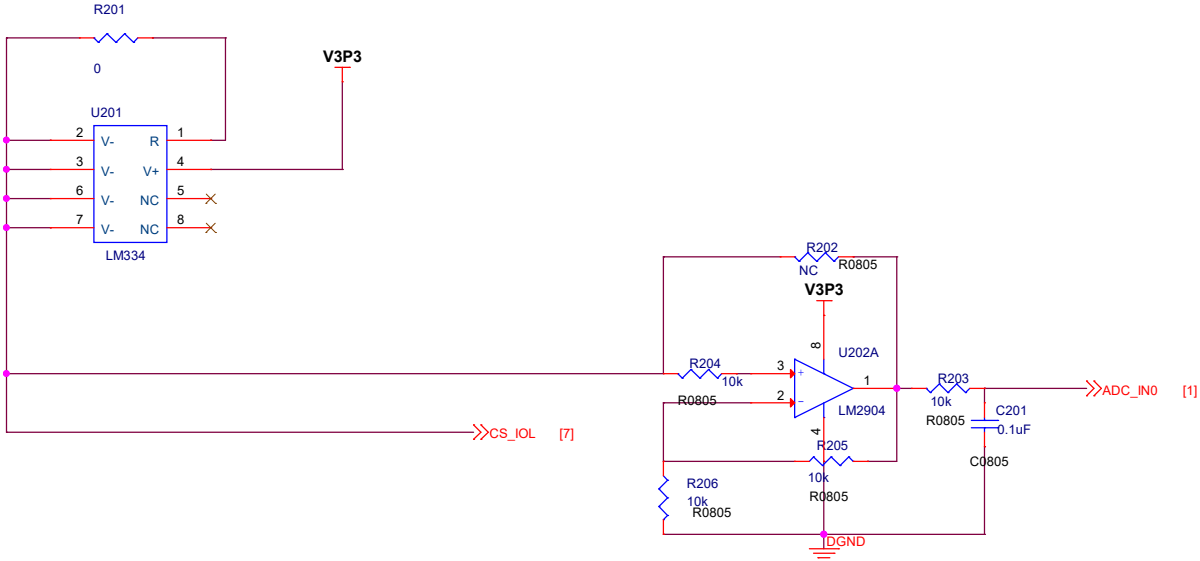 R201
0
V3P3
U201
2 V- R 1
3 V- V+ 4
6 V- NC 5
7 V- NC 8
LM334
R202
NC R0805
V3P3
8
U202A
R204
10k
R0805
3 +
2 -
1
LM2904
4
R203
10k
R0805
C201
0.1uF
C0805
ADC_IN0 [1]
CS_IOL [7]
R205
10k
R0805
R206
10k
R0805
DGND